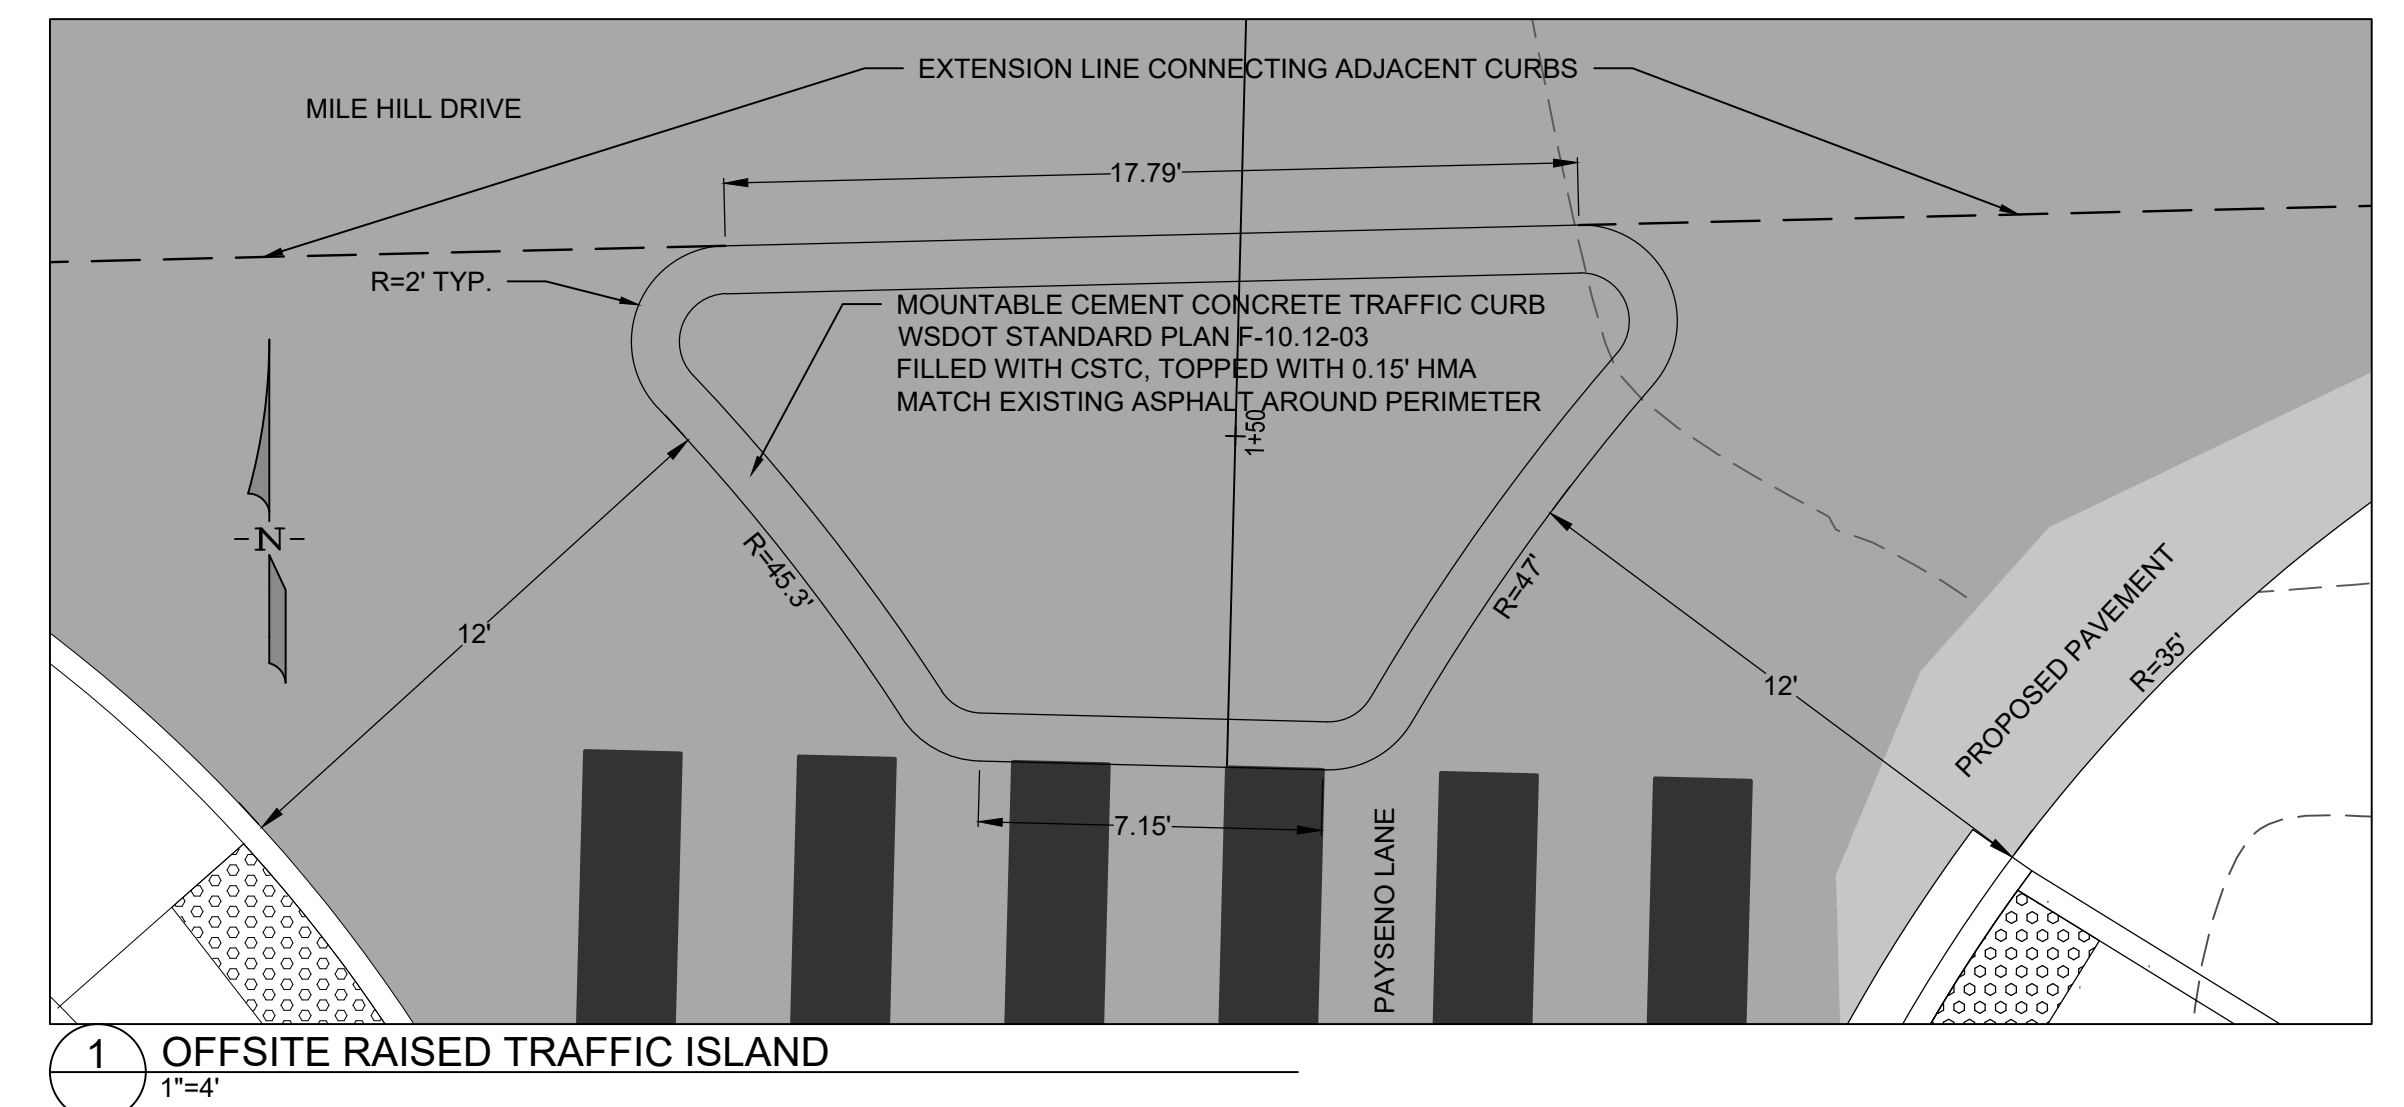 EXTENSION LINE CONNECTING ADJACENT CURBS
MILE HILL DRIVE
17.79'
R=2' TYP.
MOUNTABLE CEMENT CONCRETE TRAFFIC CURB
WSDOT STANDARD PLAN F-10.12-03
FILLED WITH CSTC, TOPPED WITH 0.15' HMA
MATCH EXISTING ASPHALT AROUND PERIMETER
1+50
N
R=45.3'
R=47'
12'
12'
PROPOSED PAVEMENT
R=35'
7.15'
PAYSENO LANE
1
OFFSITE RAISED TRAFFIC ISLAND
1"=4'